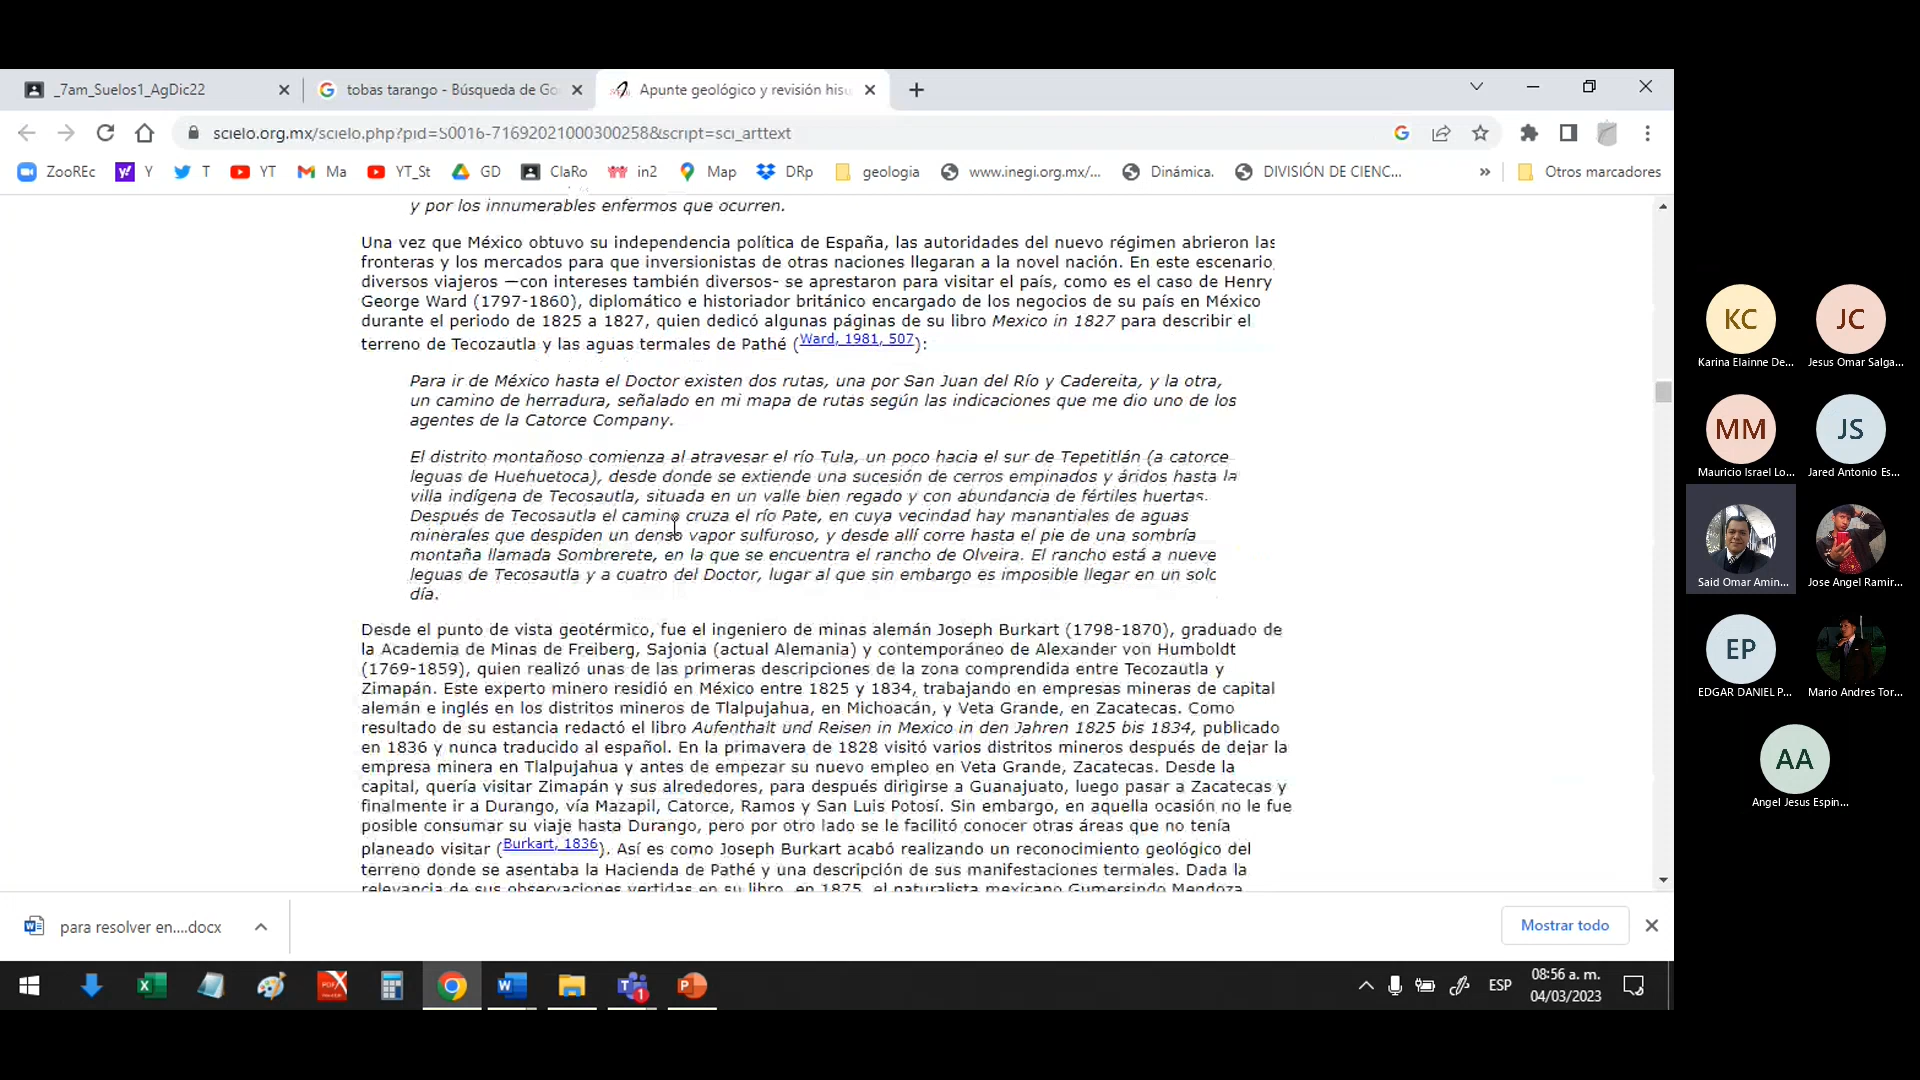 _7am_Suelos1_AgDic22
tobas tarango - Búsqueda de Go
Apunte geológico y revisión his
scielo.org.mx/scielo.php?pid=S0016-71692021000300258&script=sci_arttext
ZooREc
Y
T
YT
Ma
YT_St
GD
ClaRo
in2
Map
DRp
geologia
www.inegi.org.mx/...
Dinámica.
DIVISIÓN DE CIENC...
»
Otros marcadores
y por los innumerables enfermos que ocurren.
Una vez que México obtuvo su independencia política de España, las autoridades del nuevo régimen abrieron las
fronteras y los mercados para que inversionistas de otras naciones llegaran a la novel nación. En este escenario,
diversos viajeros —con intereses también diversos- se aprestaron para visitar el país, como es el caso de Henry
George Ward (1797-1860), diplomático e historiador británico encargado de los negocios de su país en México
durante el periodo de 1825 a 1827, quien dedicó algunas páginas de su libro Mexico in 1827 para describir el
terreno de Tecozautla y las aguas termales de Pathé (Ward, 1981, 507):
Para ir de México hasta el Doctor existen dos rutas, una por San Juan del Río y Cadereita, y la otra,
un camino de herradura, señalado en mi mapa de rutas según las indicaciones que me dio uno de los
agentes de la Catorce Company.
El distrito montañoso comienza al atravesar el río Tula, un poco hacia el sur de Tepetitlán (a catorce
leguas de Huehuetoca), desde donde se extiende una sucesión de cerros empinados y áridos hasta la
villa indígena de Tecosautla, situada en un valle bien regado y con abundancia de fértiles huertas.
Después de Tecosautla el camino cruza el río Pate, en cuya vecindad hay manantiales de aguas
minerales que despiden un denso vapor sulfuroso, y desde allí corre hasta el pie de una sombría
montaña llamada Sombrerete, en la que se encuentra el rancho de Olveira. El rancho está a nueve
leguas de Tecosautla y a cuatro del Doctor, lugar al que sin embargo es imposible llegar en un solo
día.
Desde el punto de vista geotérmico, fue el ingeniero de minas alemán Joseph Burkart (1798-1870), graduado de
la Academia de Minas de Freiberg, Sajonia (actual Alemania) y contemporáneo de Alexander von Humboldt
(1769-1859), quien realizó unas de las primeras descripciones de la zona comprendida entre Tecozautla y
Zimapán. Este experto minero residió en México entre 1825 y 1834, trabajando en empresas mineras de capital
alemán e inglés en los distritos mineros de Tlalpujahua, en Michoacán, y Veta Grande, en Zacatecas. Como
resultado de su estancia redactó el libro Aufenthalt und Reisen in Mexico in den Jahren 1825 bis 1834, publicado
en 1836 y nunca traducido al español. En la primavera de 1828 visitó varios distritos mineros después de dejar la
empresa minera en Tlalpujahua y antes de empezar su nuevo empleo en Veta Grande, Zacatecas. Desde la
capital, quería visitar Zimapán y sus alrededores, para después dirigirse a Guanajuato, luego pasar a Zacatecas y
finalmente ir a Durango, vía Mazapil, Catorce, Ramos y San Luis Potosí. Sin embargo, en aquella ocasión no le fue
posible consumar su viaje hasta Durango, pero por otro lado se le facilitó conocer otras áreas que no tenía
planeado visitar (Burkart, 1836). Así es como Joseph Burkart acabó realizando un reconocimiento geológico del
terreno donde se asentaba la Hacienda de Pathé y una descripción de sus manifestaciones termales. Dada la
relevancia de sus observaciones vertidas en su libro, en 1875, el naturalista mexicano Gumersindo Mendoza
para resolver en....docx
Mostrar todo
ESP
08:56 a. m.
04/03/2023
KC
Karina Elainne De...
JC
Jesus Omar Salga...
MM
Mauricio Israel Lo...
JS
Jared Antonio Es...
Said Omar Amin...
Jose Angel Ramir...
EP
EDGAR DANIEL P...
Mario Andres Tor...
AA
Angel Jesus Espin...